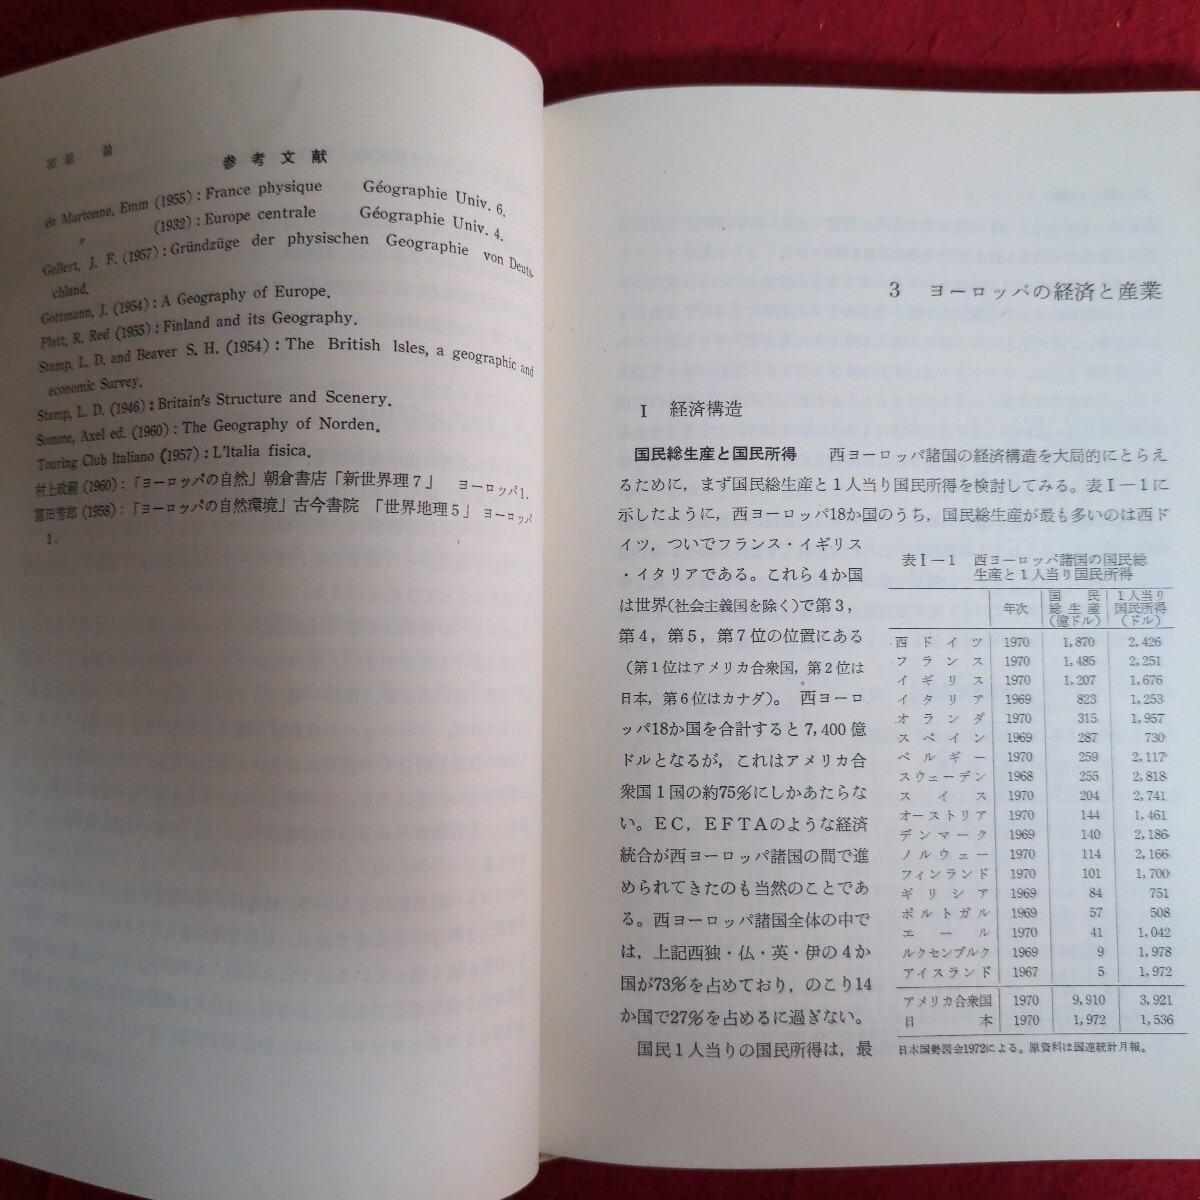 総論
参考文献
de Martonne, Emm (1955) : France physique Géographie Univ. 6.
(1932) : Europe centrale Géographie Univ. 4.
Gellert, J. F. (1957) : Gründzüge der physischen Geographie von Deuts-
chland.
Gottmann, J. (1954) : A Geography of Europe.
Platt, R. Red (1955) : Finland and its Geography.
Stamp, L. D. and Beaver S. H. (1954) : The British Isles, a geographic and
economic Survey.
Stamp, L. D. (1946) : Britain's Structure and Scenery.
Somme, Axel ed. (1960) : The Geography of Norden.
Touring Club Italiano (1957) : L'Italia fisica.
村上政嗣(1960) : 「ヨーロッパの自然」朝倉書店「新世界地理7」 ヨーロッパ1.
冨田芳郎(1958) : 「ヨーロッパの自然環境」古今書院 「世界地理5」 ヨーロッパ
1.
3 ヨーロッパの経済と産業
I 経済構造
国民総生産と国民所得 西ヨーロッパ諸国の経済構造を大局的にとらえ
るために，まず国民総生産と1人当り国民所得を検討してみる。表I—1に
示したように，西ヨーロッパ18か国のうち，国民総生産が最も多いのは西ド
イツ，ついでフランス・イギリス
・イタリアである。これら4か国
は世界(社会主義国を除く)で第3，
第4，第5，第7位の位置にある
(第1位はアメリカ合衆国，第2位は
日本，第6位はカナダ)。 西ヨーロ
ッパ18か国を合計すると7,400億
ドルとなるが，これはアメリカ合
衆国1国の約75%にしかあたらな
い。EC，EFTAのような経済
統合が西ヨーロッパ諸国の間で進
められてきたのも当然のことであ
る。西ヨーロッパ諸国全体の中で
は，上記西独・仏・英・伊の4か
国が73%を占めており，のこり14
か国で27%を占めるに過ぎない。
国民1人当りの国民所得は，最
表I—1 西ヨーロッパ諸国の国民総
生産と1人当り国民所得
年次 国民総生産(億ドル) 1人当り国民所得(ドル)
西ドイツ 1970 1,870 2,426
フランス 1970 1,485 2,251
イギリス 1970 1,207 1,676
イタリア 1969 823 1,253
オランダ 1970 315 1,957
スペイン 1969 287 730
ベルギー 1970 259 2,117
スウェーデン 1968 255 2,818
スイス 1970 204 2,741
オーストリア 1970 144 1,461
デンマーク 1969 140 2,186
ノルウェー 1970 114 2,166
フィンランド 1970 101 1,700
ギリシア 1969 84 751
ポルトガル 1969 57 508
エール 1970 41 1,042
ルクセンブルク 1969 9 1,978
アイスランド 1967 5 1,972
アメリカ合衆国 1970 9,910 3,921
日本 1970 1,972 1,536
日本国勢図会1972による。原資料は国連統計月報。